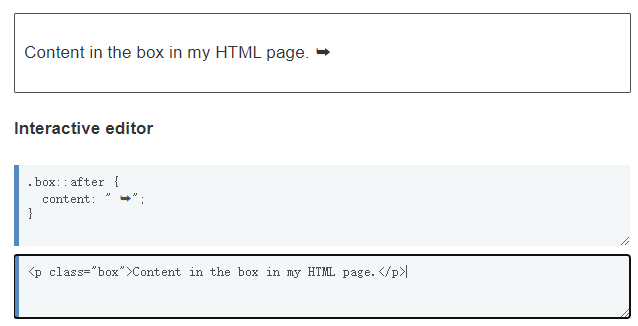 Content in the box in my HTML page. ➥
Interactive editor
.box::after {
content: " ➥";
}
<p class="box">Content in the box in my HTML page.</p>